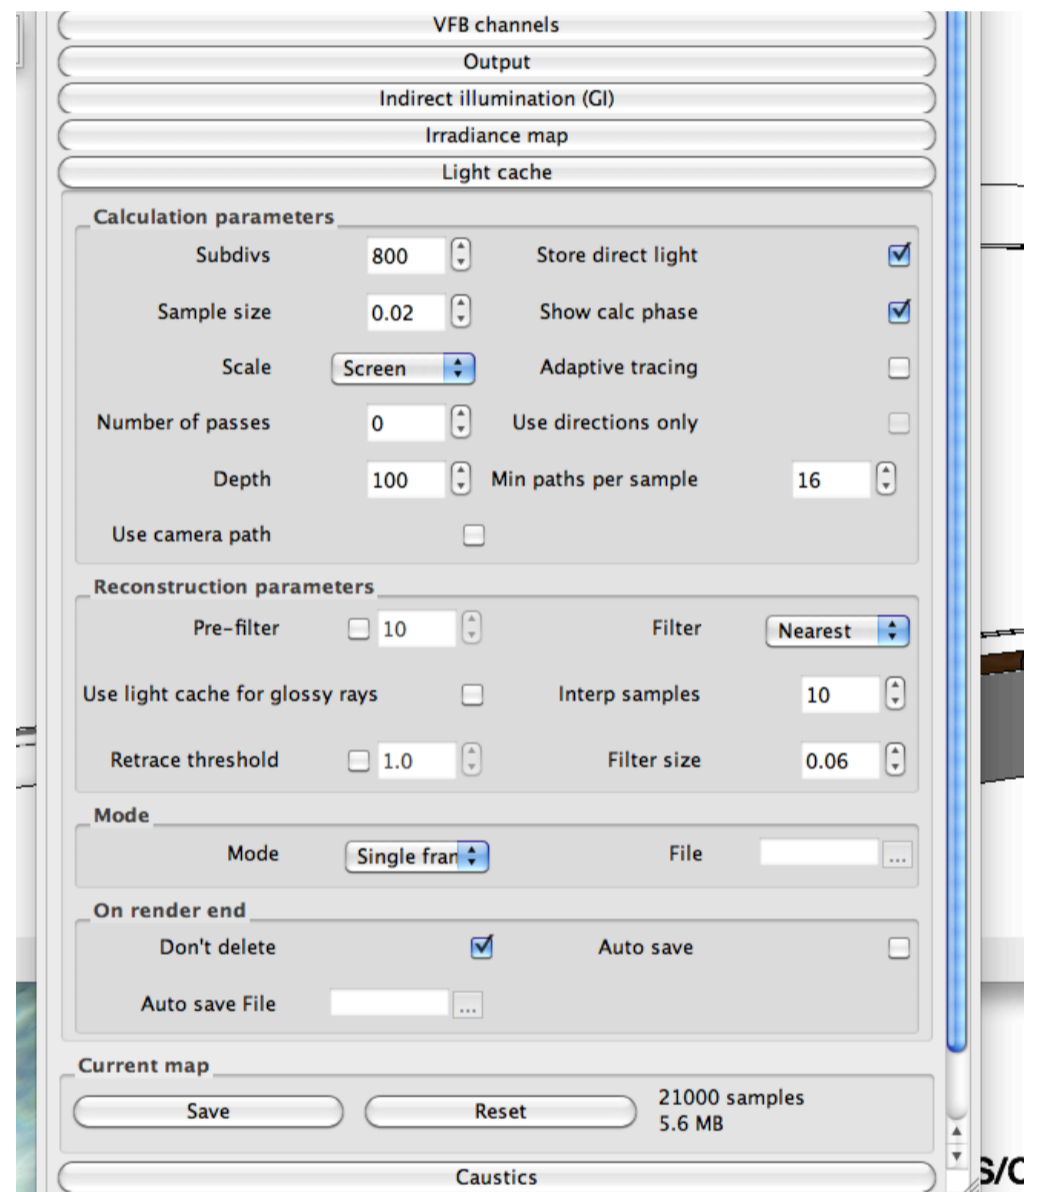 VFB channels
Output
Indirect illumination (GI)
Irradiance map
Light cache
Calculation parameters
Subdivs 800 Store direct light
Sample size 0.02 Show calc phase
Scale Screen Adaptive tracing
Number of passes 0 Use directions only
Depth 100 Min paths per sample 16
Use camera path
Reconstruction parameters
Pre-filter 10 Filter Nearest
Use light cache for glossy rays Interp samples 10
Retrace threshold 1.0 Filter size 0.06
Mode
Mode Single fran File ...
On render end
Don't delete Auto save
Auto save File ...
Current map
Save Reset 21000 samples
5.6 MB
Caustics
S/C